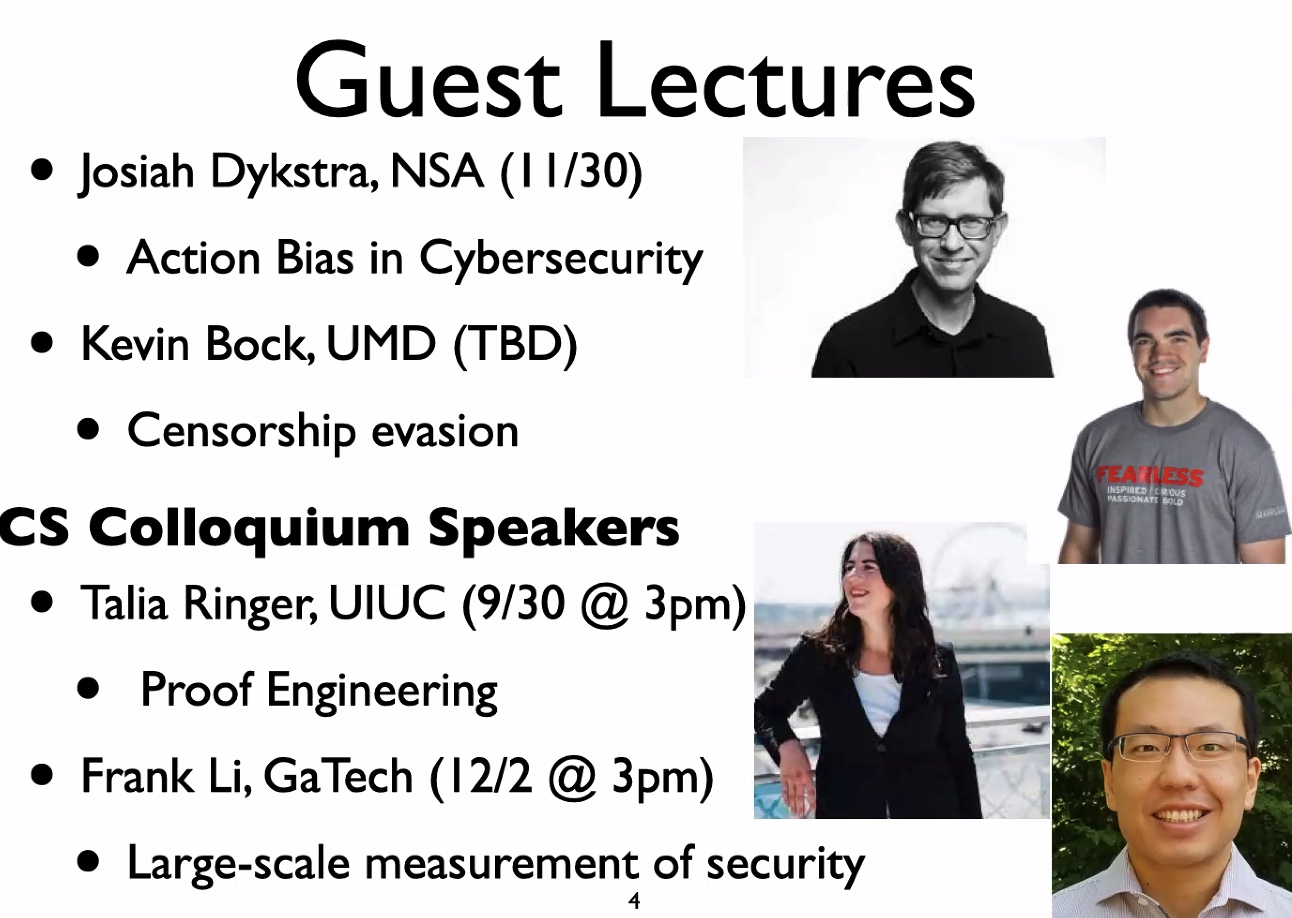 Guest Lectures
• Josiah Dykstra, NSA (11/30)
• Action Bias in Cybersecurity
• Kevin Bock, UMD (TBD)
• Censorship evasion
FEARLESS
INSPIRED / CURIOUS
PASSIONATE / BOLD
CS Colloquium Speakers
• Talia Ringer, UIUC (9/30 @ 3pm)
• Proof Engineering
• Frank Li, GaTech (12/2 @ 3pm)
• Large-scale measurement of security
4